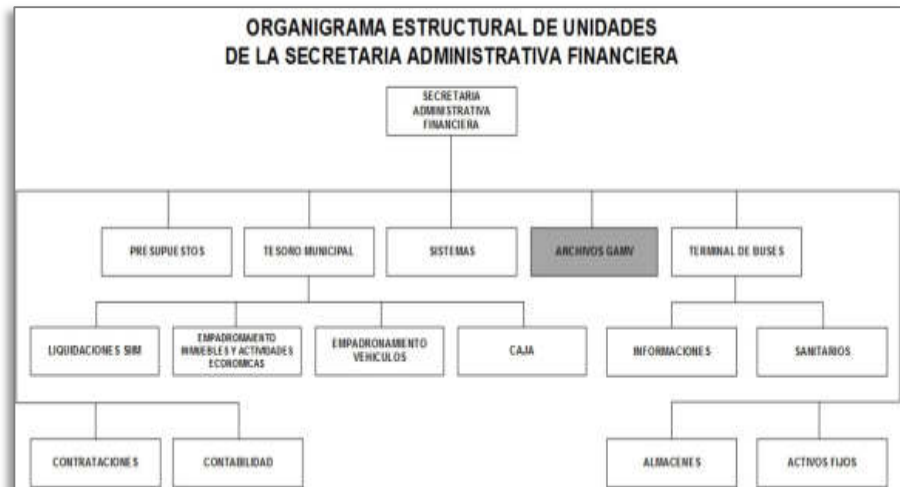 ORGANIGRAMA ESTRUCTURAL DE UNIDADES
DE LA SECRETARIA ADMINISTRATIVA FINANCIERA
SECRETARIA
ADMINISTRATIVA
FINANCIERA
PRESUPUESTOS
TESORO MUNICIPAL
SISTEMAS
ARCHIVOS GAMV
TERMINAL DE BUSES
LIQUIDACIONES SIIM
EMPADRONAMIENTO
INMUEBLES Y ACTIVIDADES
ECONOMICAS
EMPADRONAMIENTO
VEHICULOS
CAJA
INFORMACIONES
SANITARIOS
CONTRATACIONES
CONTABILIDAD
ALMACENES
ACTIVOS FIJOS